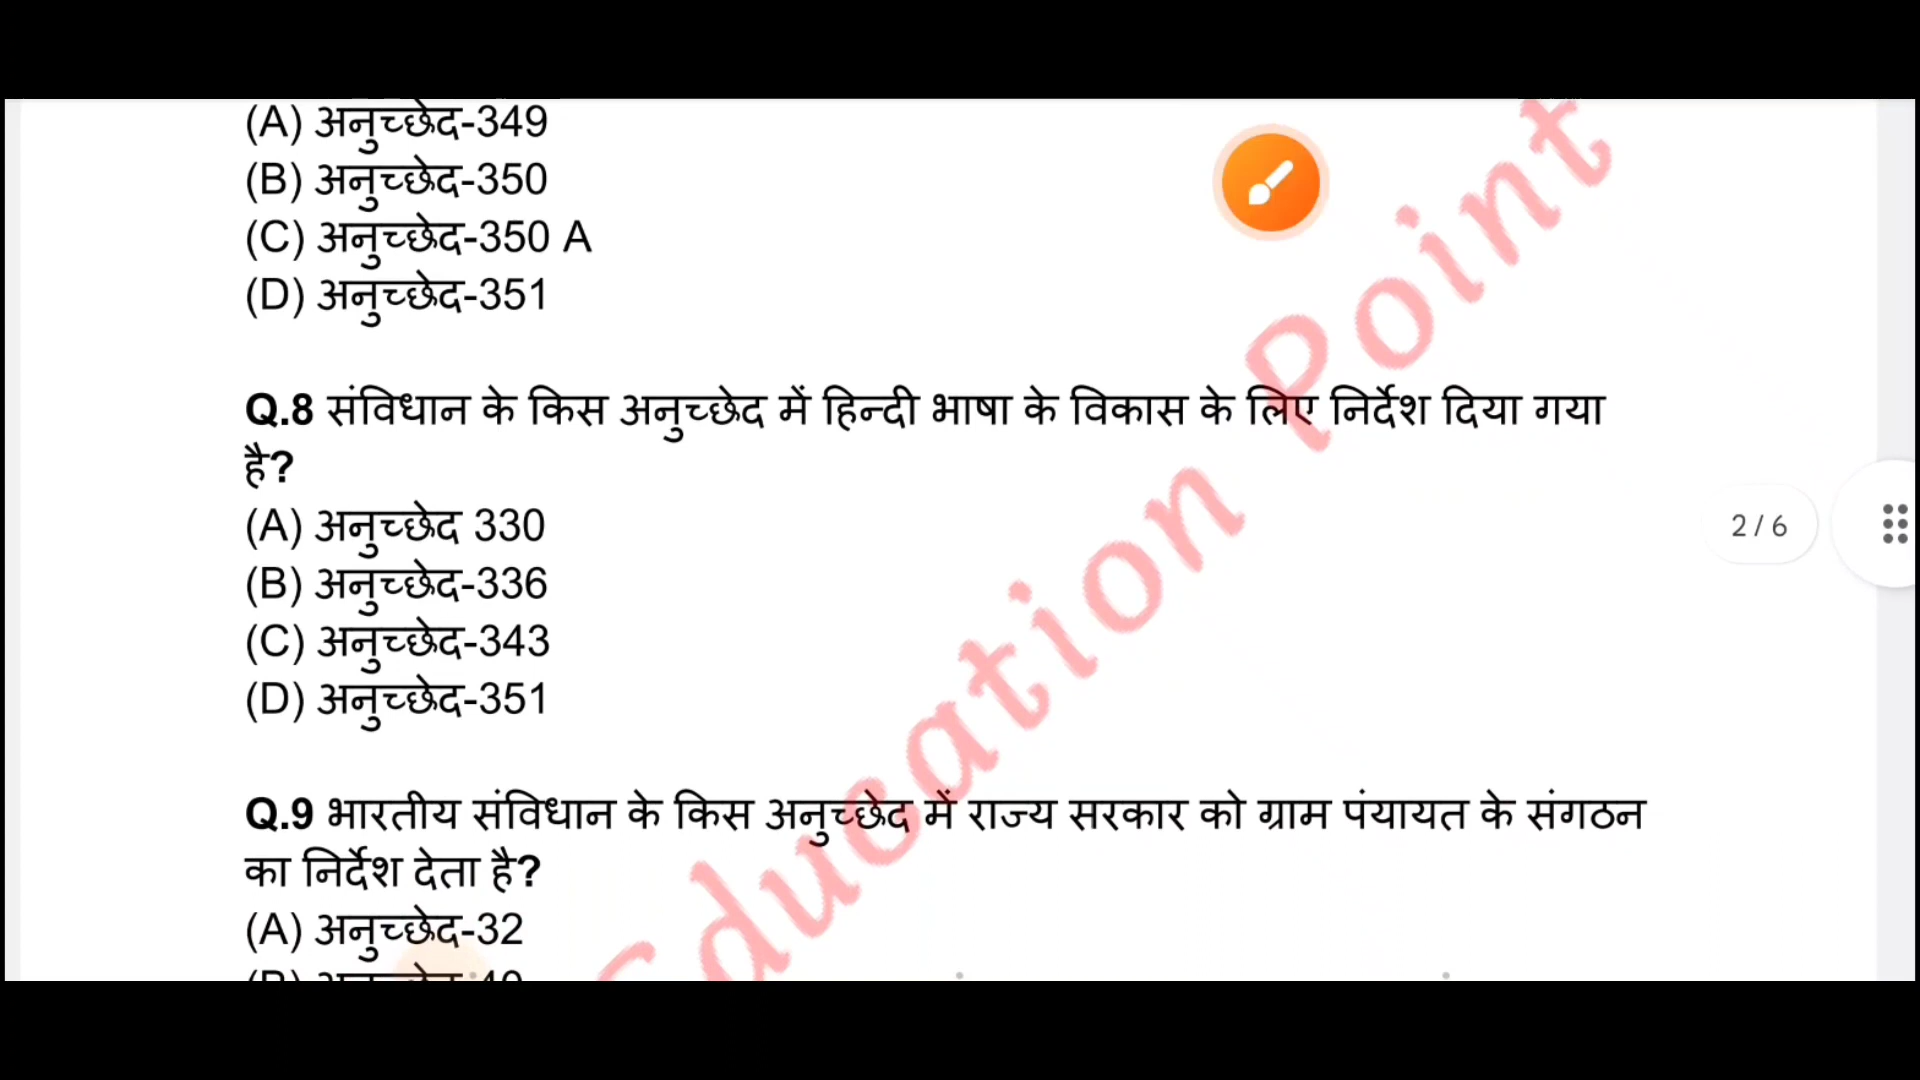 (A) अनुच्छेद-349
(B) अनुच्छेद-350
(C) अनुच्छेद-350 A
(D) अनुच्छेद-351
Q.8 संविधान के किस अनुच्छेद में हिन्दी भाषा के विकास के लिए निर्देश दिया गया
है?
(A) अनुच्छेद 330
(B) अनुच्छेद-336
(C) अनुच्छेद-343
(D) अनुच्छेद-351
2 / 6
Q.9 भारतीय संविधान के किस अनुच्छेद में राज्य सरकार को ग्राम पंयायत के संगठन
का निर्देश देता है?
(A) अनुच्छेद-32
Education Point